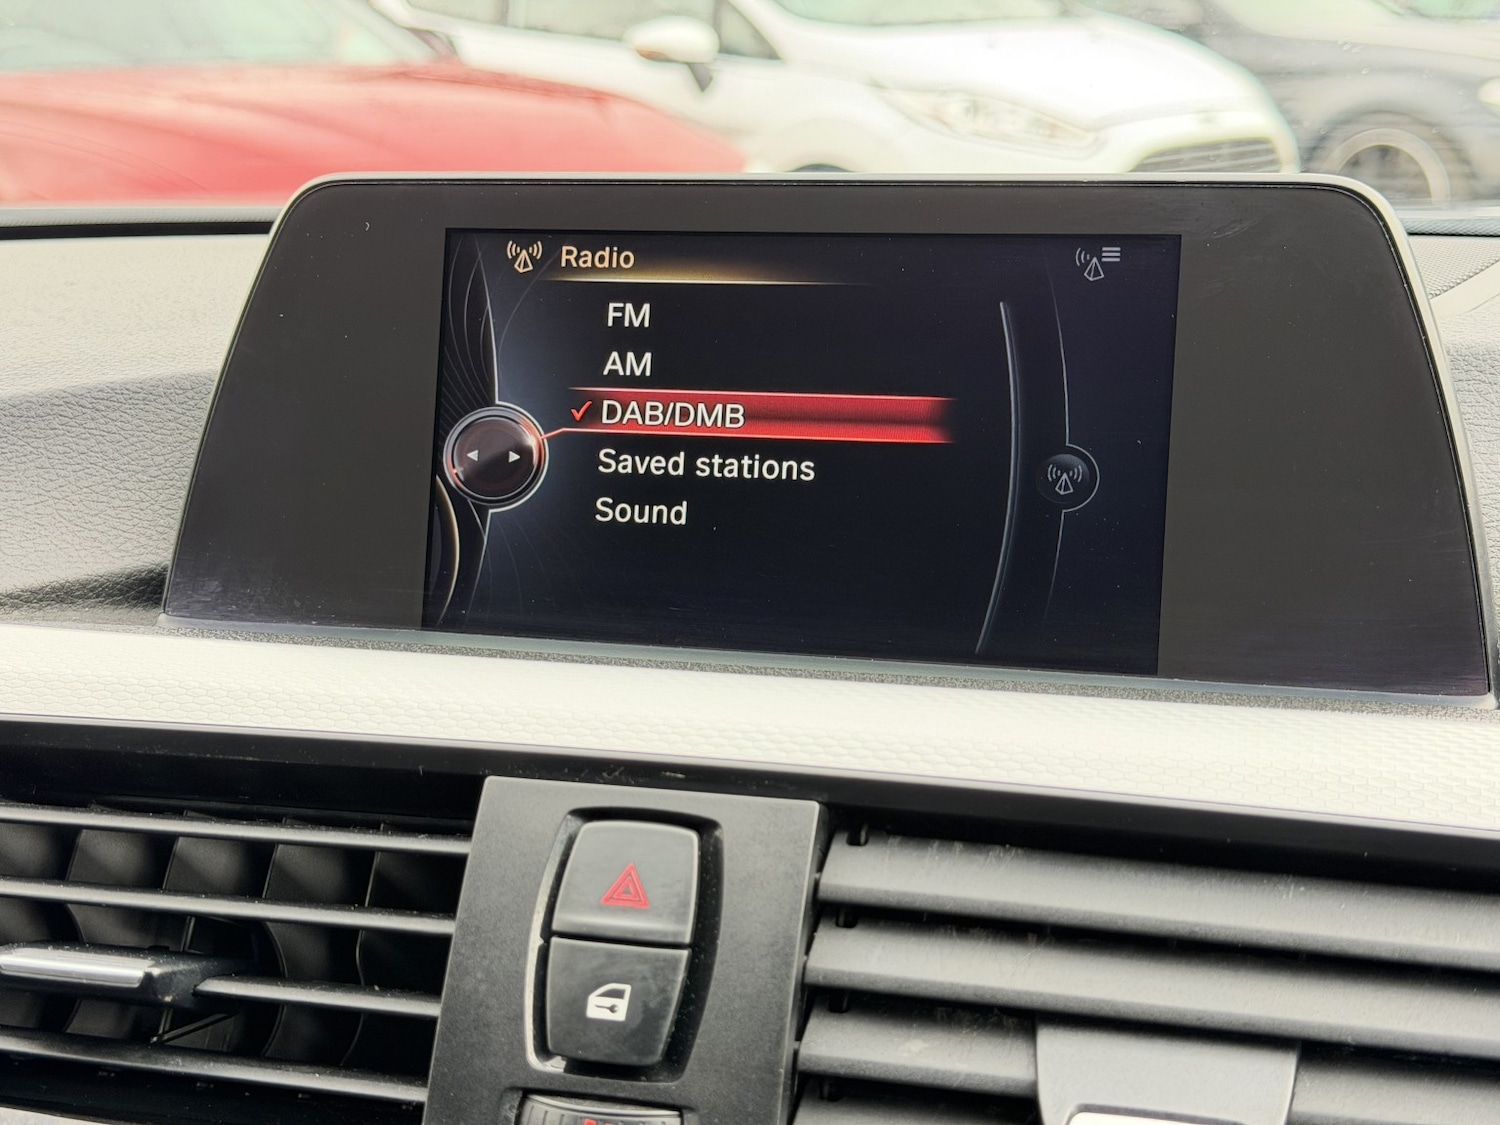 Radio
FM
AM
DAB/DMB
Saved stations
Sound